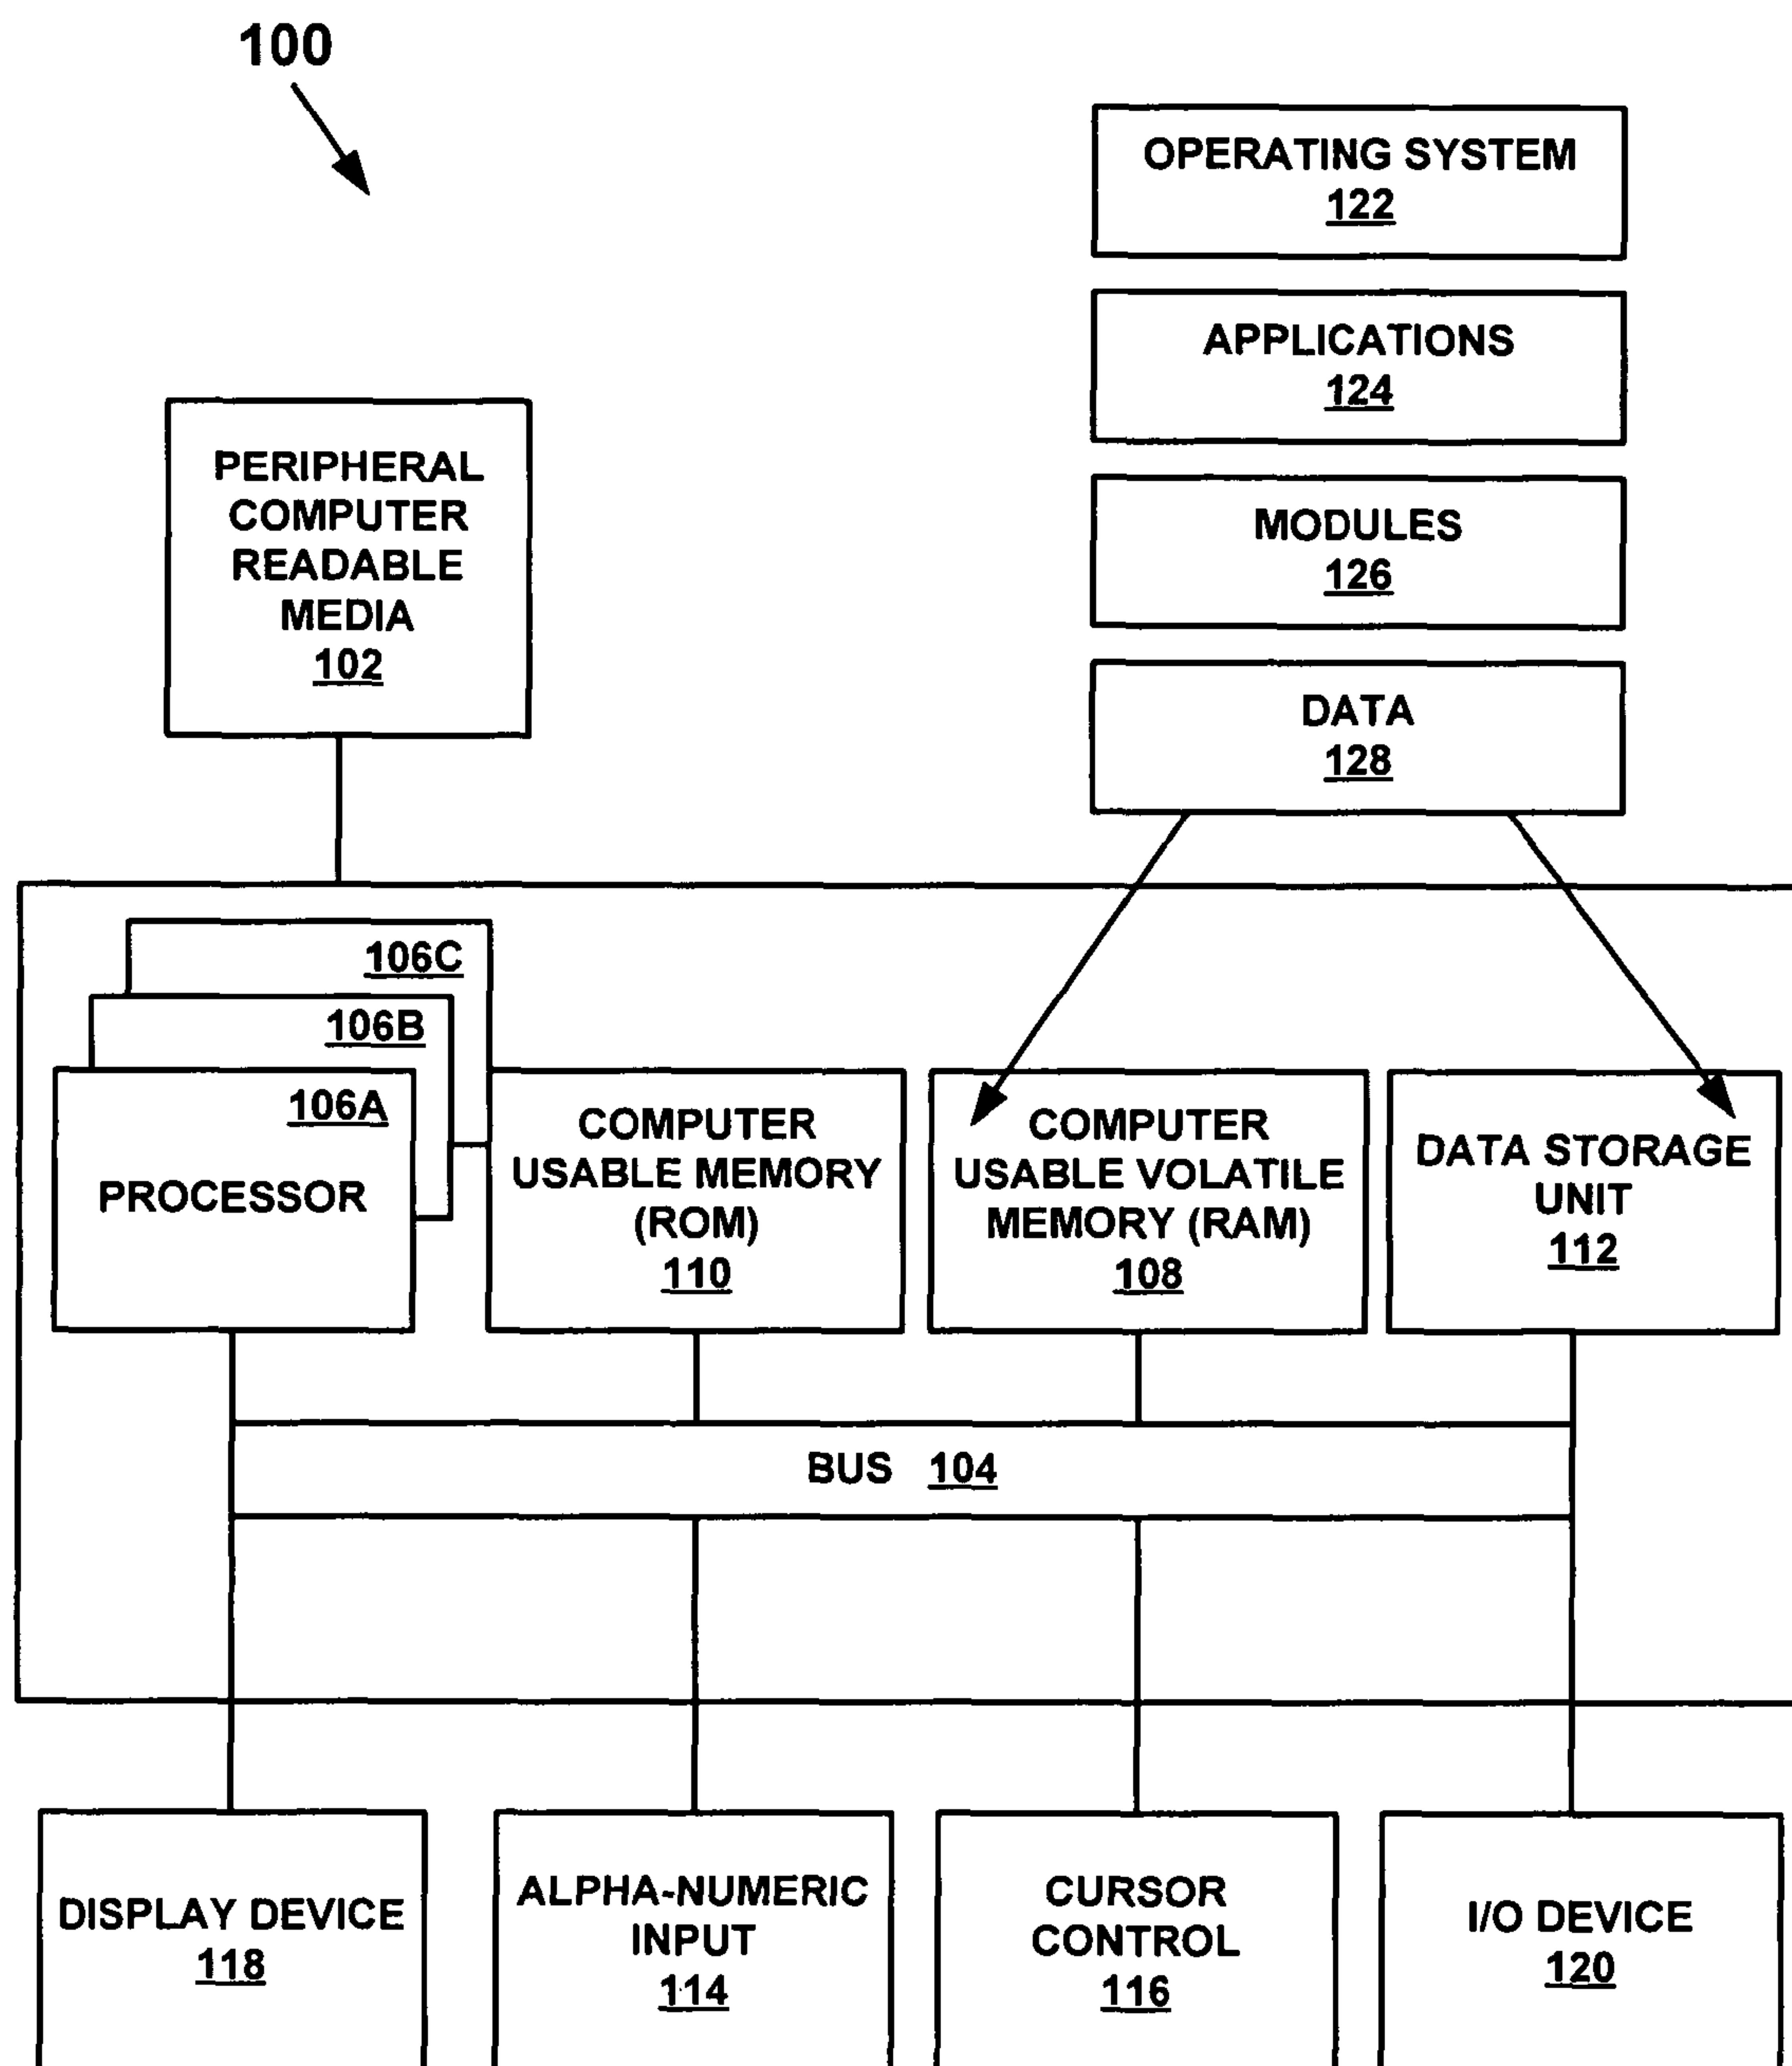 100
OPERATING SYSTEM
122
APPLICATIONS
124
PERIPHERAL
COMPUTER
READABLE
MEDIA
102
MODULES
126
DATA
128
106C
106B
106A
PROCESSOR
COMPUTER
USABLE MEMORY
(ROM)
110
COMPUTER
USABLE VOLATILE
MEMORY (RAM)
108
DATA STORAGE
UNIT
112
BUS 104
DISPLAY DEVICE
118
ALPHA-NUMERIC
INPUT
114
CURSOR
CONTROL
116
I/O DEVICE
120